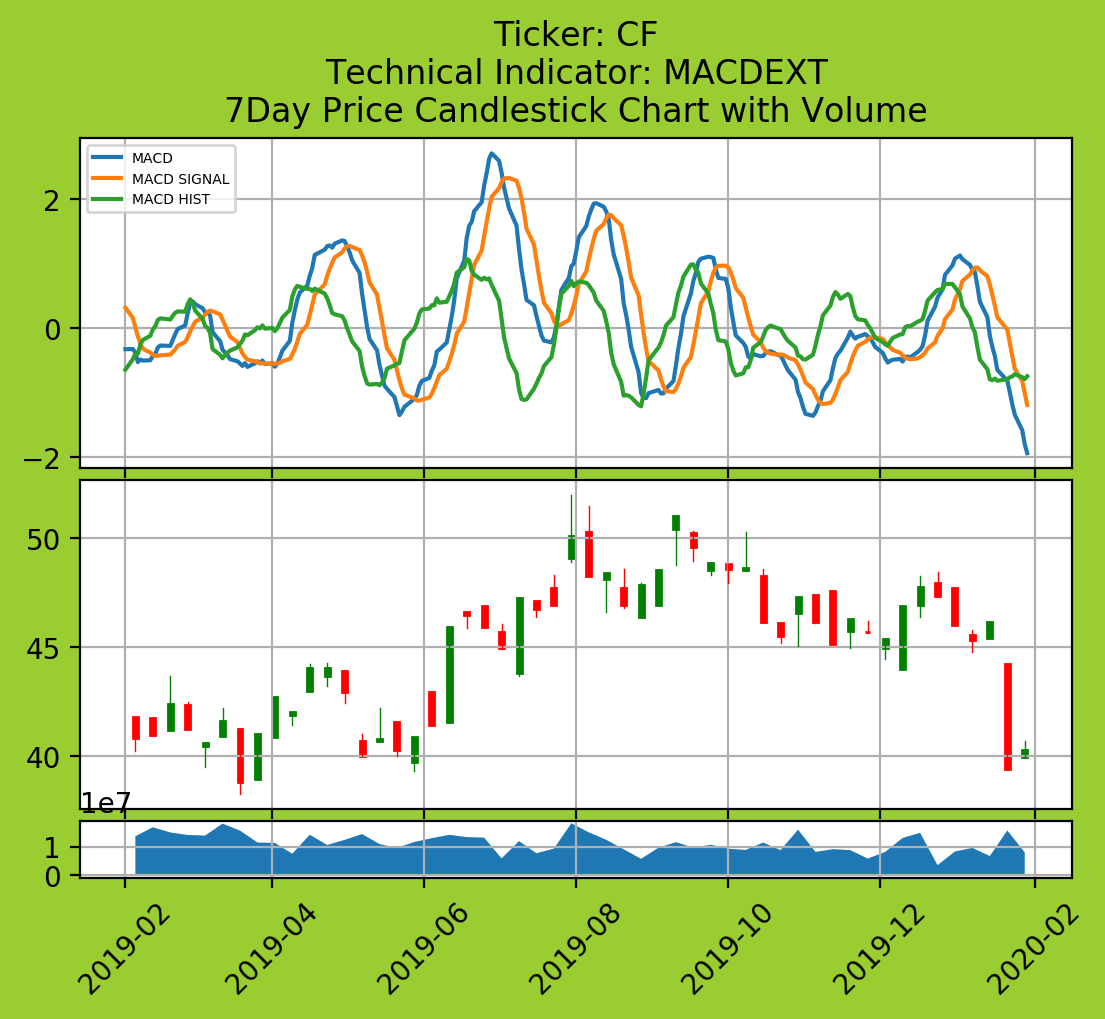 Ticker: CF
Technical Indicator: MACDEXT
7Day Price Candlestick Chart with Volume
MACD
MACD SIGNAL
MACD HIST
2
0
−2
50
45
40
1e7
1
0
2019-02
2019-04
2019-06
2019-08
2019-10
2019-12
2020-02